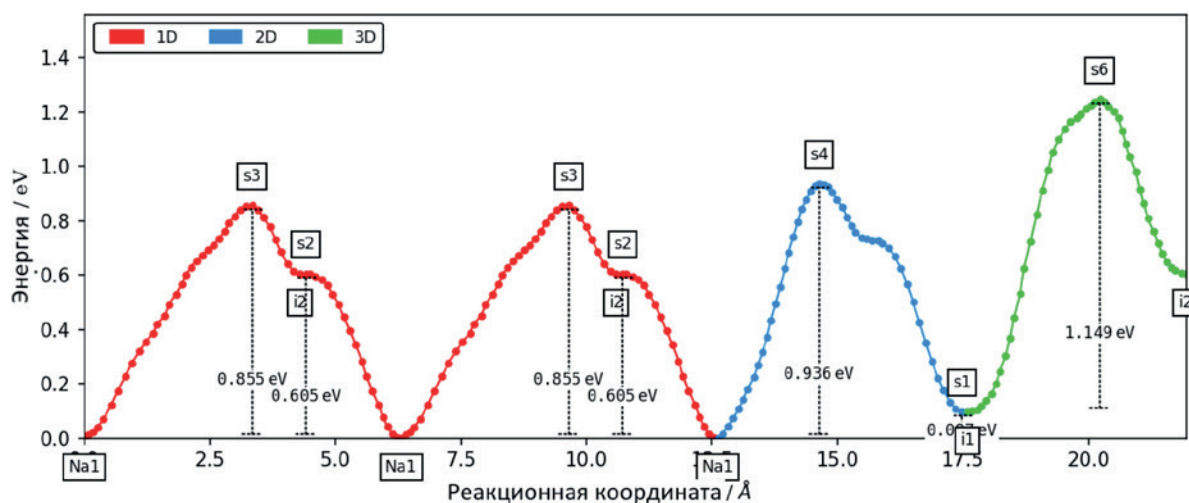 1D 2D 3D
s6
s4
s3 s3
s2 s2
i2 i2 i2
1.149 eV
0.936 eV
0.855 eV 0.855 eV
0.605 eV 0.605 eV
s1
i1
1.4
1.2
1.0
0.8
0.6
0.4
0.2
0.0
Энергия / eV
2.5 5.0 7.5 10.0 15.0 17.5 20.0
Na1 Na1 Na1
Реакционная координата / Å